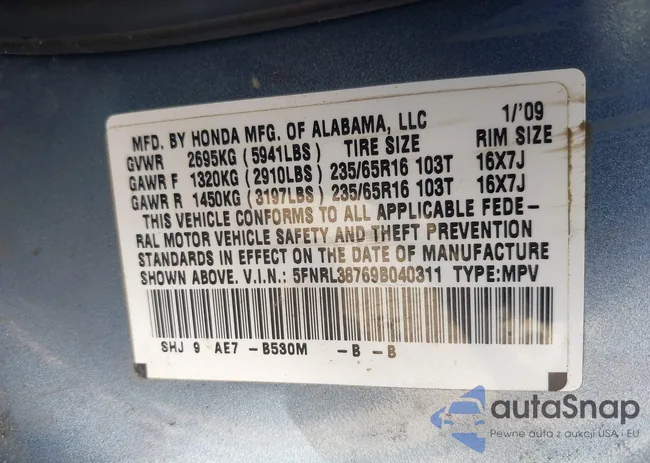 MFD. BY HONDA MFG. OF ALABAMA, LLC 1/'09
GVWR 2695KG (5941LBS) TIRE SIZE RIM SIZE
GAWR F 1320KG (2910LBS) 235/65R16 103T 16X7J
GAWR R 1450KG (3197LBS) 235/65R16 103T 16X7J
THIS VEHICLE CONFORMS TO ALL APPLICABLE FEDE-
RAL MOTOR VEHICLE SAFETY AND THEFT PREVENTION
STANDARDS IN EFFECT ON THE DATE OF MANUFACTURE
SHOWN ABOVE. V.I.N.: 5FNRL38769B040311 TYPE:MPV
SHJ 9 AE7 -B530M -B -B
autaSnap
Pewne auta z aukcji USA i EU